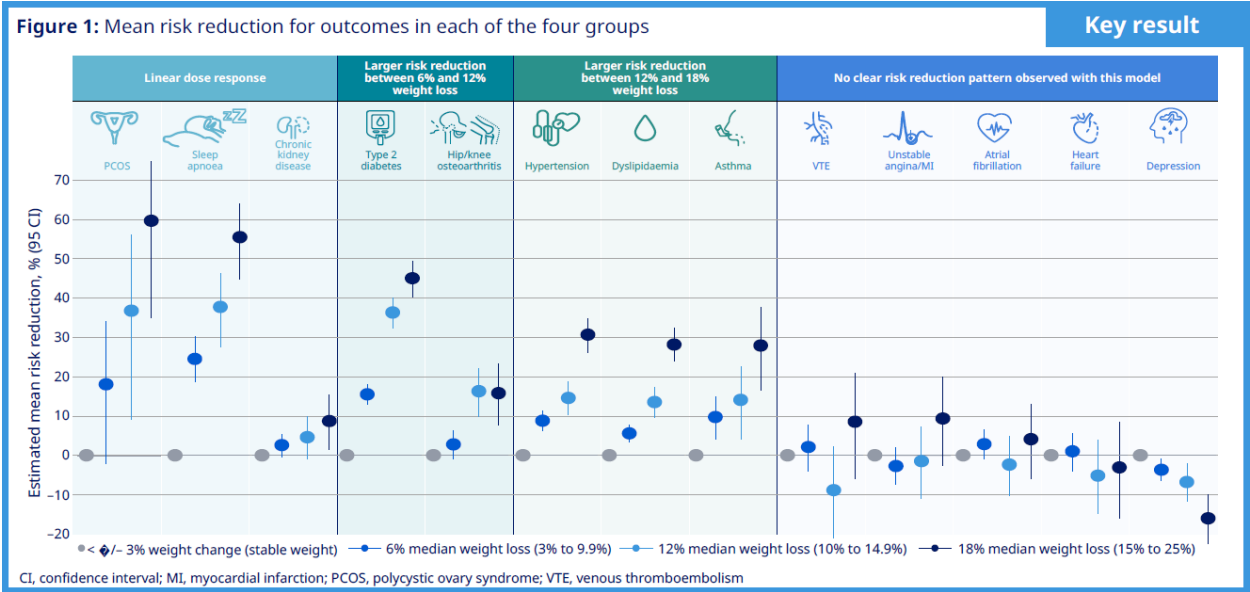 Figure 1: Mean risk reduction for outcomes in each of the four groups
Key result
Linear dose response
Larger risk reduction
between 6% and 12%
weight loss
Larger risk reduction
between 12% and 18%
weight loss
No clear risk reduction pattern observed with this model
zZ
PCOS
Sleep
apnoea
Chronic
kidney
disease
Type 2
diabetes
Hip/knee
osteoarthritis
Hypertension
Dyslipidaemia
Asthma
VTE
Unstable
angina/MI
Atrial
fibrillation
Heart
failure
Depression
Estimated mean risk reduction, % (95 CI)
70
60
50
40
30
20
10
0
–10
–20
< �/– 3% weight change (stable weight)
6% median weight loss (3% to 9.9%)
12% median weight loss (10% to 14.9%)
18% median weight loss (15% to 25%)
CI, confidence interval; MI, myocardial infarction; PCOS, polycystic ovary syndrome; VTE, venous thromboembolism